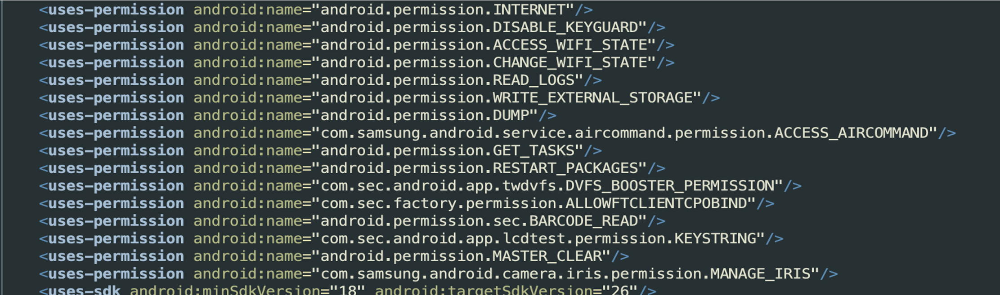 <uses-permission android:name="android.permission.INTERNET"/>
<uses-permission android:name="android.permission.DISABLE_KEYGUARD"/>
<uses-permission android:name="android.permission.ACCESS_WIFI_STATE"/>
<uses-permission android:name="android.permission.CHANGE_WIFI_STATE"/>
<uses-permission android:name="android.permission.READ_LOGS"/>
<uses-permission android:name="android.permission.WRITE_EXTERNAL_STORAGE"/>
<uses-permission android:name="android.permission.DUMP"/>
<uses-permission android:name="com.samsung.android.service.aircommand.permission.ACCESS_AIRCOMMAND"/>
<uses-permission android:name="android.permission.GET_TASKS"/>
<uses-permission android:name="android.permission.RESTART_PACKAGES"/>
<uses-permission android:name="com.sec.android.app.twdvfs.DVFS_BOOSTER_PERMISSION"/>
<uses-permission android:name="com.sec.factory.permission.ALLOWFTCLIENTCPOBIND"/>
<uses-permission android:name="android.permission.sec.BARCODE_READ"/>
<uses-permission android:name="com.sec.android.app.lcdtest.permission.KEYSTRING"/>
<uses-permission android:name="android.permission.MASTER_CLEAR"/>
<uses-permission android:name="com.samsung.android.camera.iris.permission.MANAGE_IRIS"/>
<uses-sdk android:minSdkVersion="18" android:targetSdkVersion="26"/>